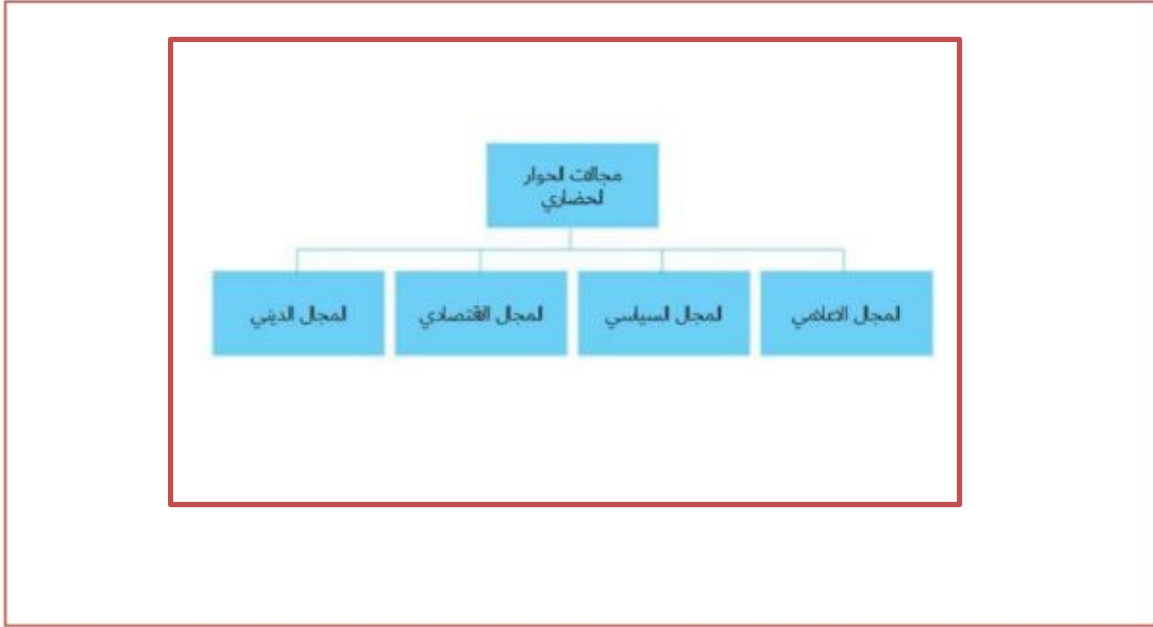 مجالات الحوار
لحضاري
لمجال الاعلامي
لمجال لسياسي
لمجال الاقتصادي
لمجال الديني